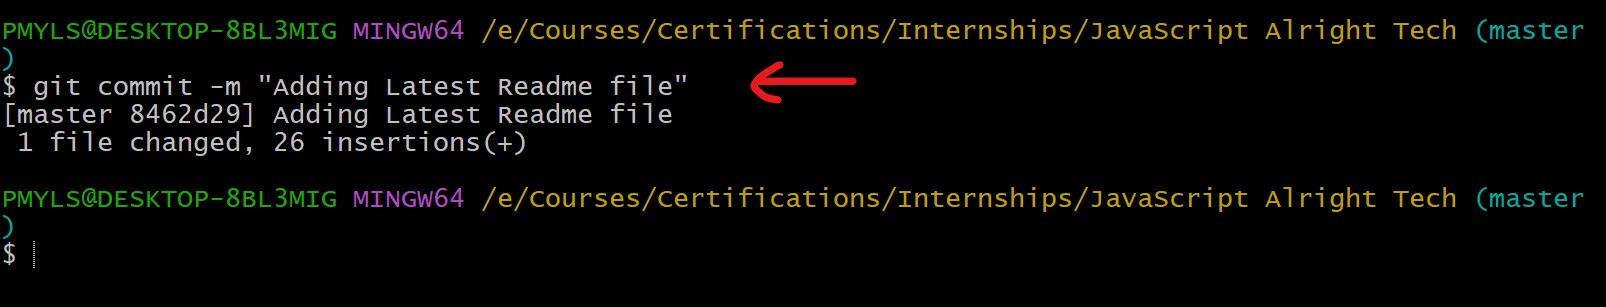 PMYLS@DESKTOP-8BL3MIG MINGW64 /e/Courses/Certifications/Internships/JavaScript Alright Tech (master
)
$ git commit -m "Adding Latest Readme file"
[master 8462d29] Adding Latest Readme file
 1 file changed, 26 insertions(+)
PMYLS@DESKTOP-8BL3MIG MINGW64 /e/Courses/Certifications/Internships/JavaScript Alright Tech (master
)
$